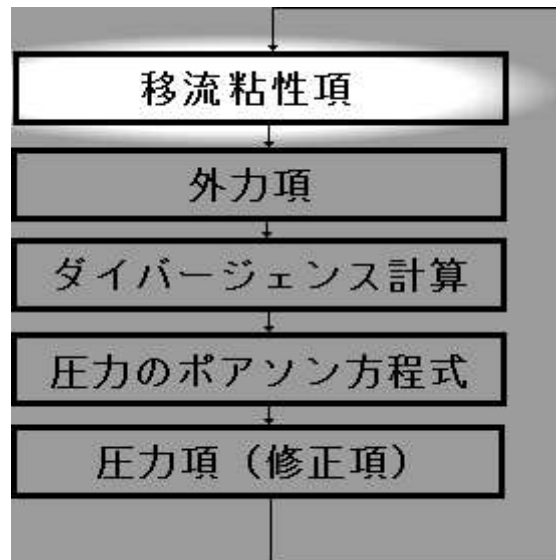 移流粘性項
外力項
ダイバージェンス計算
圧力のポアソン方程式
圧力項（修正項）